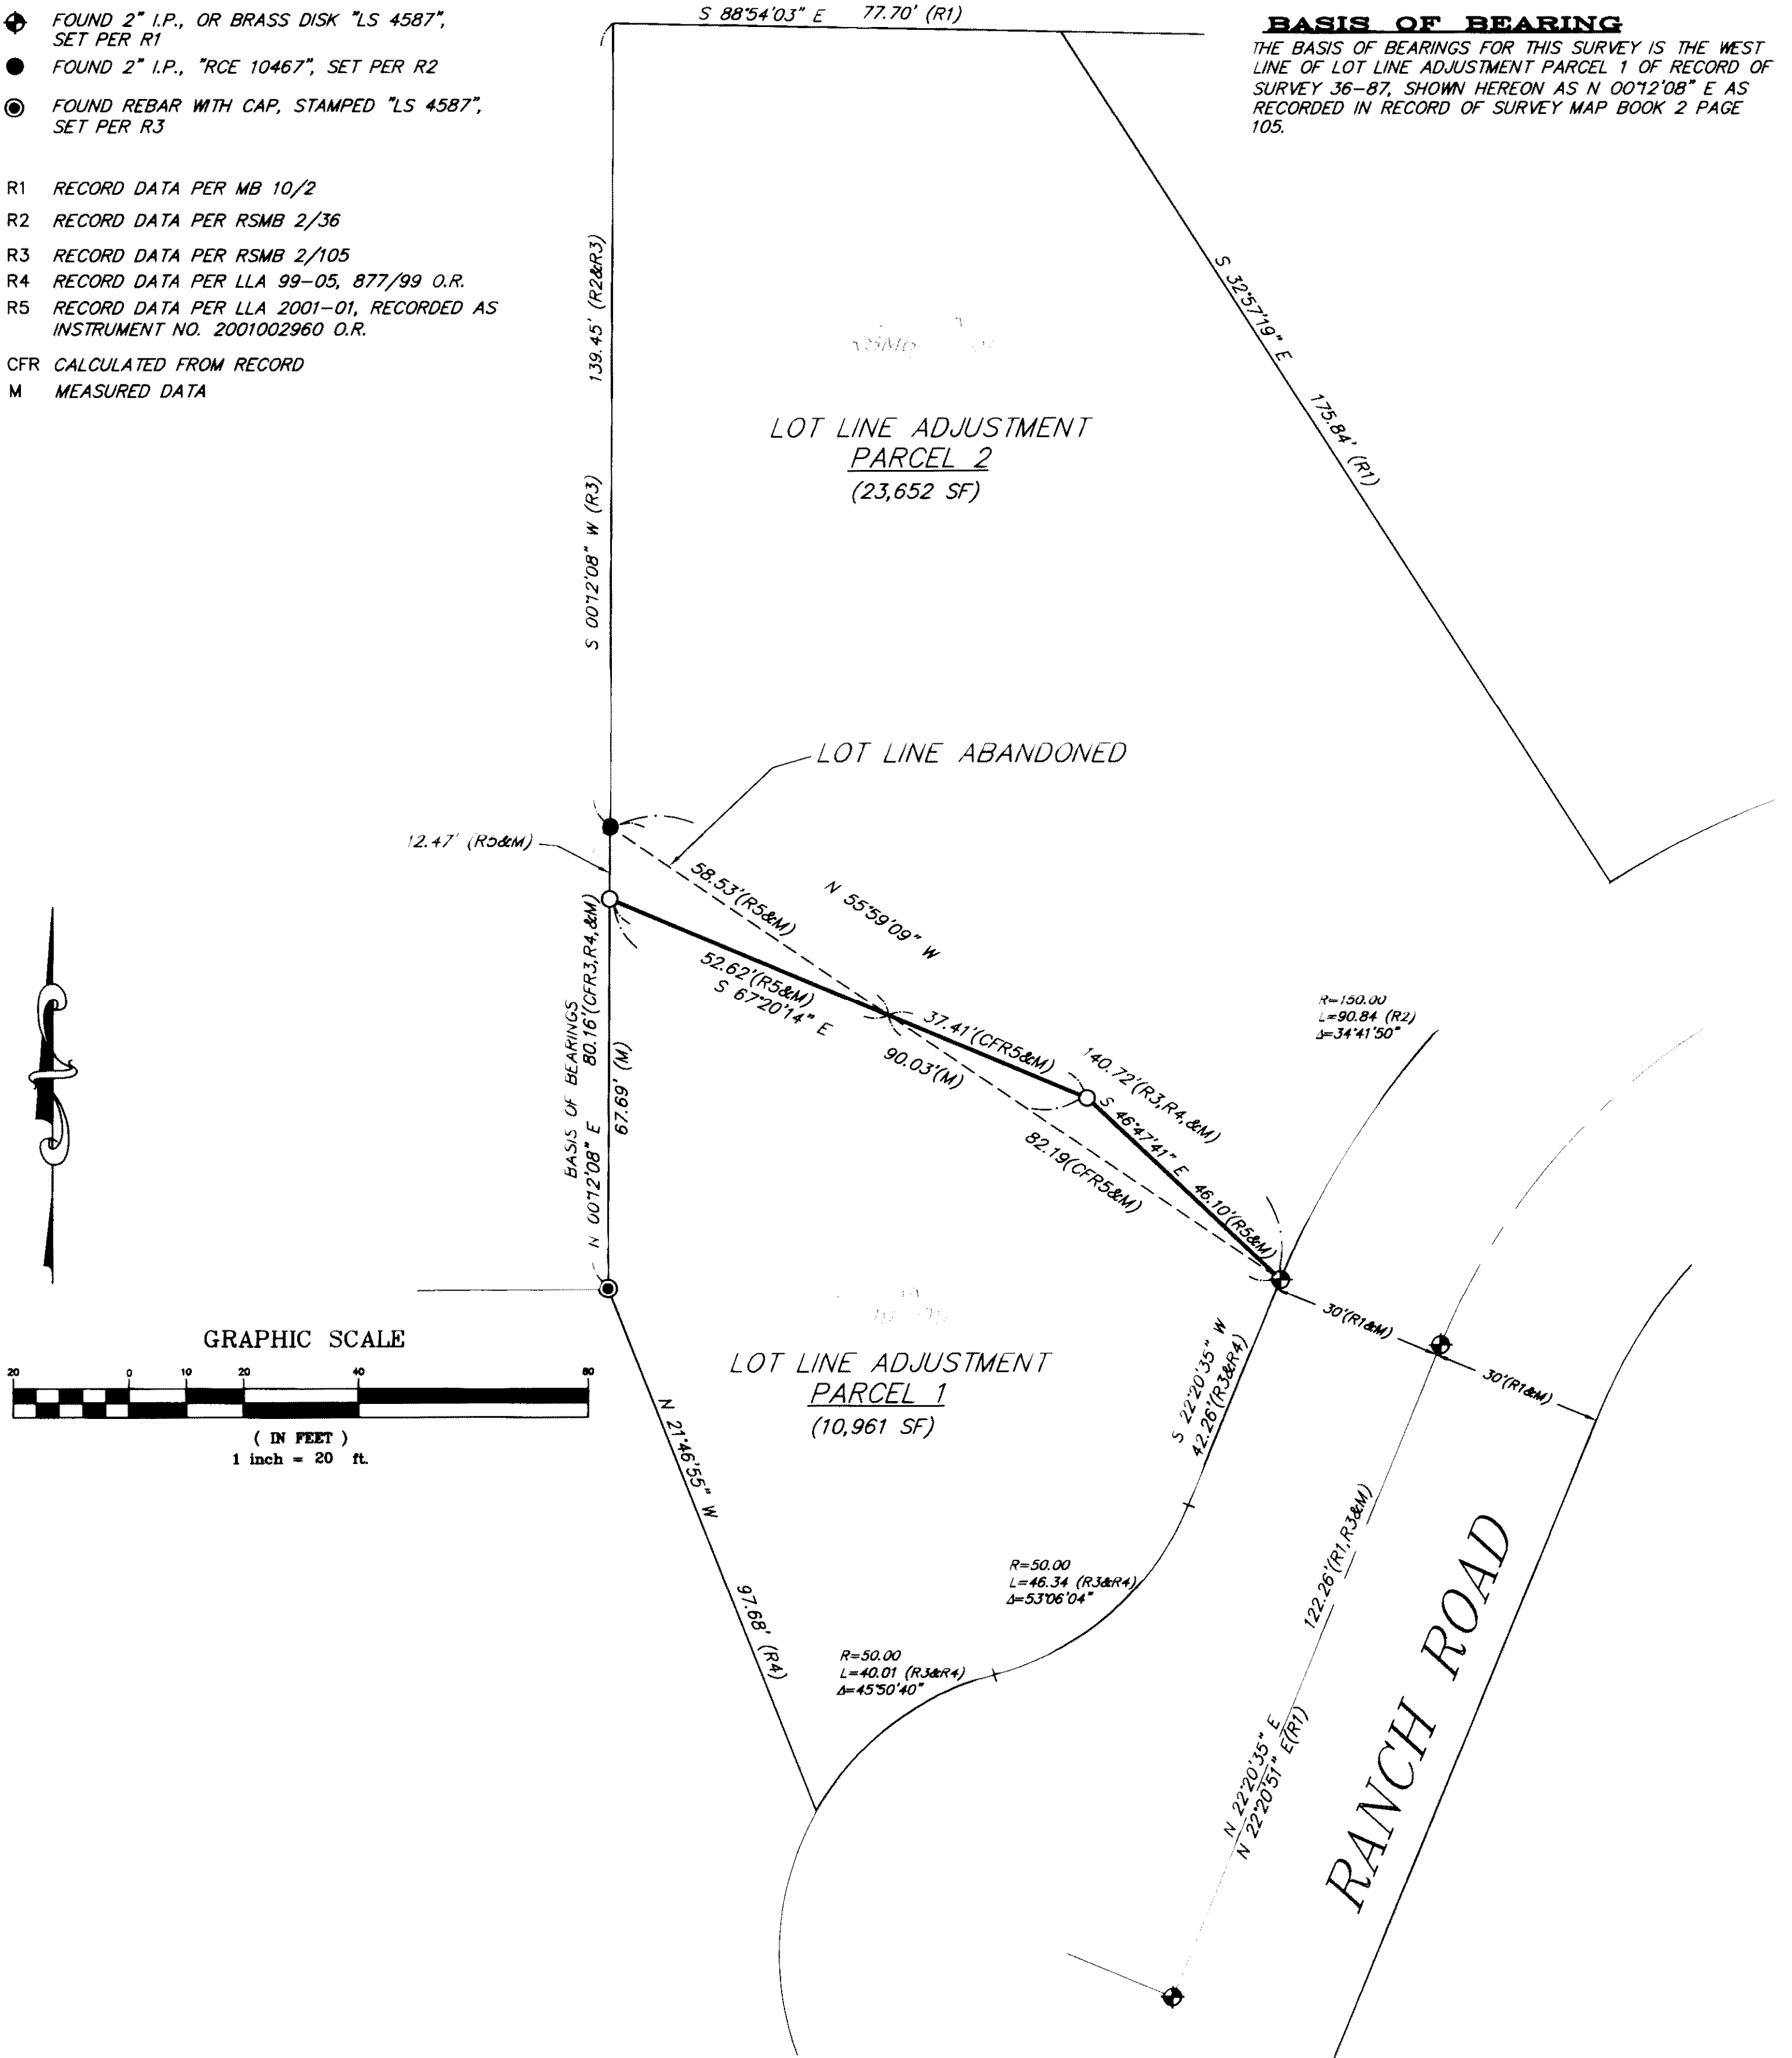 FOUND 2" I.P., OR BRASS DISK "LS 4587",
SET PER R1
FOUND 2" I.P., "RCE 10467", SET PER R2
FOUND REBAR WITH CAP, STAMPED "LS 4587",
SET PER R3
R1 RECORD DATA PER MB 10/2
R2 RECORD DATA PER RSMB 2/36
R3 RECORD DATA PER RSMB 2/105
R4 RECORD DATA PER LLA 99-05, 877/99 O.R.
R5 RECORD DATA PER LLA 2001-01, RECORDED AS
INSTRUMENT NO. 2001002960 O.R.
CFR CALCULATED FROM RECORD
M MEASURED DATA
S 88°54'03" E 77.70' (R1)
BASIS OF BEARING
THE BASIS OF BEARINGS FOR THIS SURVEY IS THE WEST
LINE OF LOT LINE ADJUSTMENT PARCEL 1 OF RECORD OF
SURVEY 36-87, SHOWN HEREON AS N 00°12'08" E AS
RECORDED IN RECORD OF SURVEY MAP BOOK 2 PAGE
105.
139.45' (R2&R3)
S 00°12'08" W (R3)
S 32°57'19" E
175.84' (R1)
LOT LINE ADJUSTMENT
PARCEL 2
(23,652 SF)
LOT LINE ABANDONED
12.47' (R5&M)
58.53'(R5&M)
N 55°59'09" W
52.62'(R5&M)
S 67°20'14" E
37.41'(CFR5&M)
90.03'(M)
140.72'(R3,R4,&M)
S 46°47'41" E 46.10'(R5&M)
82.19(CFR5&M)
BASIS OF BEARINGS
N 00°12'08" E 80.16'(CFR3,R4,&M)
67.69' (M)
R=150.00
L=90.84 (R2)
Δ=34°41'50"
30'(R1&M)
30'(R1&M)
S 22°20'35" W
42.26'(R3&R4)
GRAPHIC SCALE
20 0 10 20 40 80
( IN FEET )
1 inch = 20 ft.
LOT LINE ADJUSTMENT
PARCEL 1
(10,961 SF)
N 21°46'55" W
97.68' (R4)
R=50.00
L=46.34 (R3&R4)
Δ=53°06'04"
R=50.00
L=40.01 (R3&R4)
Δ=45°50'40"
122.26'(R1,R3&M)
N 22°20'35" E
N 22°20'51" E(R1)
RANCH ROAD